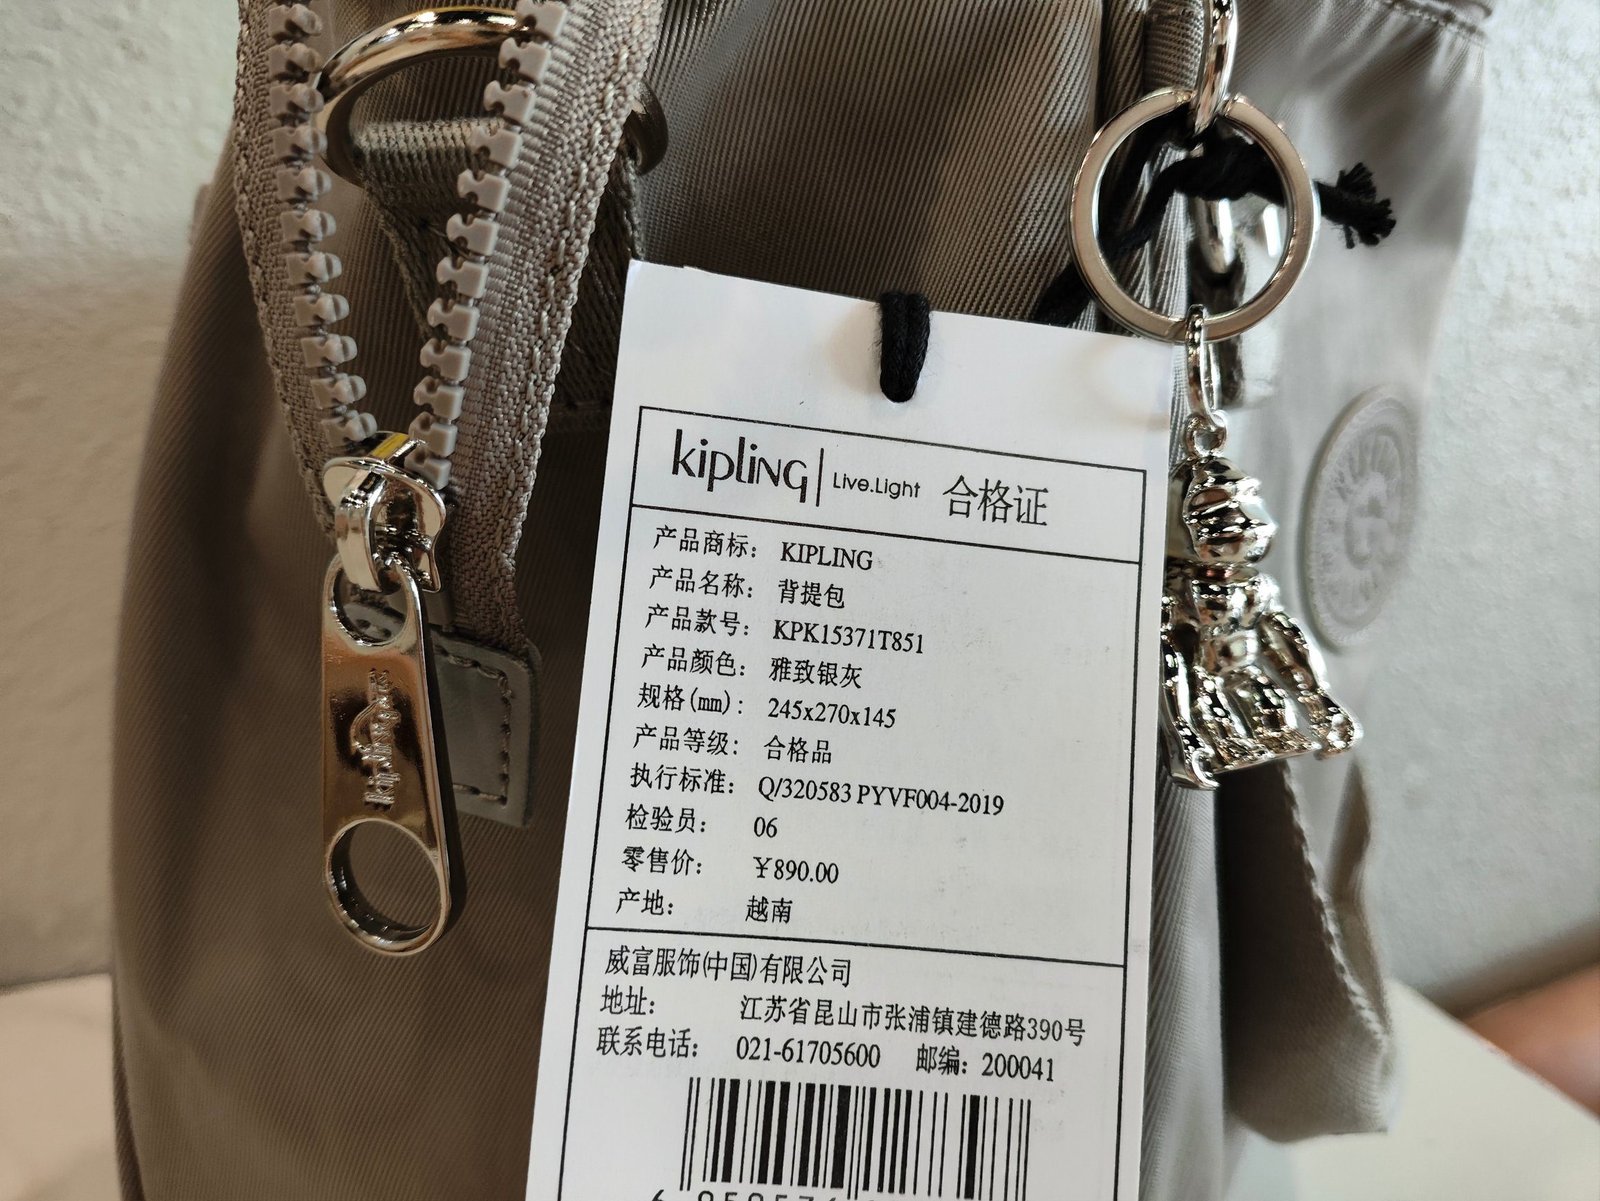 kipling Live.Light 合格证
产品商标: KIPLING
产品名称: 背提包
产品款号: KPK15371T851
产品颜色: 雅致银灰
规格(mm): 245x270x145
产品等级: 合格品
执行标准: Q/320583 PYVF004-2019
检验员: 06
零售价: ¥890.00
产地: 越南
威富服饰(中国)有限公司
地址: 江苏省昆山市张浦镇建德路390号
联系电话: 021-61705600 邮编: 200041
kipling